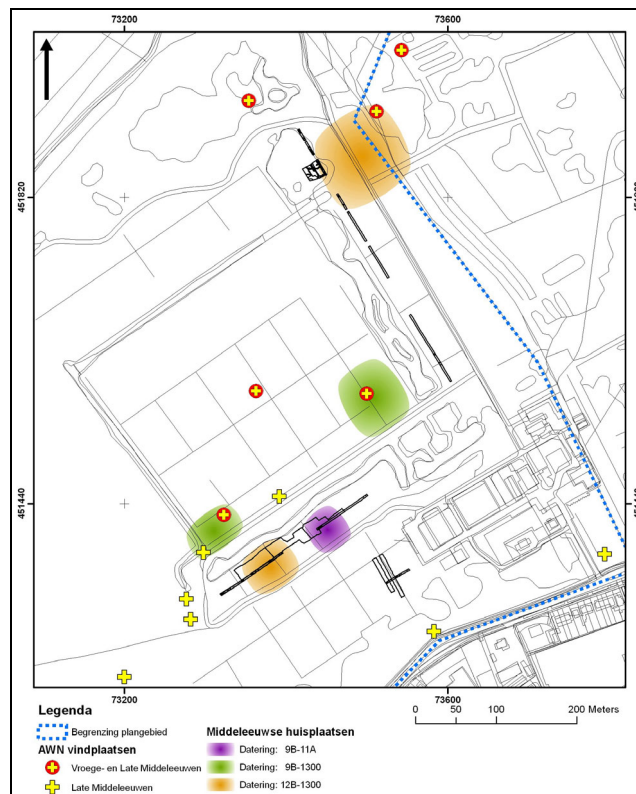 73200
73600
451820
451440
451440
73200
73600
Legenda
Begrenzing plangebied
AWN vindplaatsen
Vroege- en Late Middeleeuwen
Late Middeleeuwen
Middeleeuwse huisplaatsen
Datering: 9B-11A
Datering: 9B-1300
Datering: 12B-1300
0 50 100 200 Meters